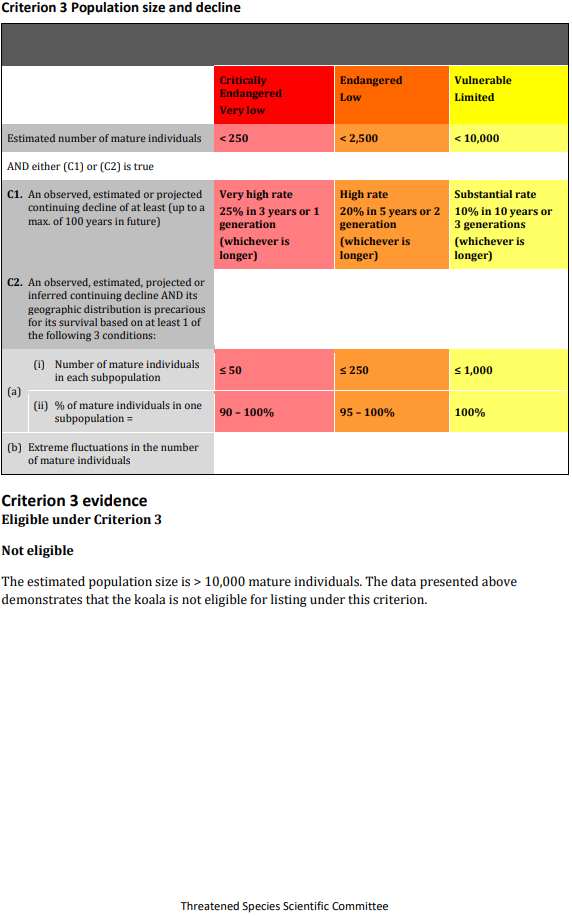 Criterion 3 Population size and decline
Critically
Endangered
Very low
Endangered
Low
Vulnerable
Limited
Estimated number of mature individuals
< 250
< 2,500
< 10,000
AND either (C1) or (C2) is true
C1. An observed, estimated or projected
continuing decline of at least (up to a
max. of 100 years in future)
Very high rate
25% in 3 years or 1
generation
(whichever is
longer)
High rate
20% in 5 years or 2
generation
(whichever is
longer)
Substantial rate
10% in 10 years or
3 generations
(whichever is
longer)
C2. An observed, estimated, projected or
inferred continuing decline AND its
geographic distribution is precarious
for its survival based on at least 1 of
the following 3 conditions:
(a)
(i) Number of mature individuals
in each subpopulation
≤ 50
≤ 250
≤ 1,000
(ii) % of mature individuals in one
subpopulation =
90 – 100%
95 – 100%
100%
(b) Extreme fluctuations in the number
of mature individuals
Criterion 3 evidence
Eligible under Criterion 3
Not eligible
The estimated population size is > 10,000 mature individuals. The data presented above
demonstrates that the koala is not eligible for listing under this criterion.
Threatened Species Scientific Committee